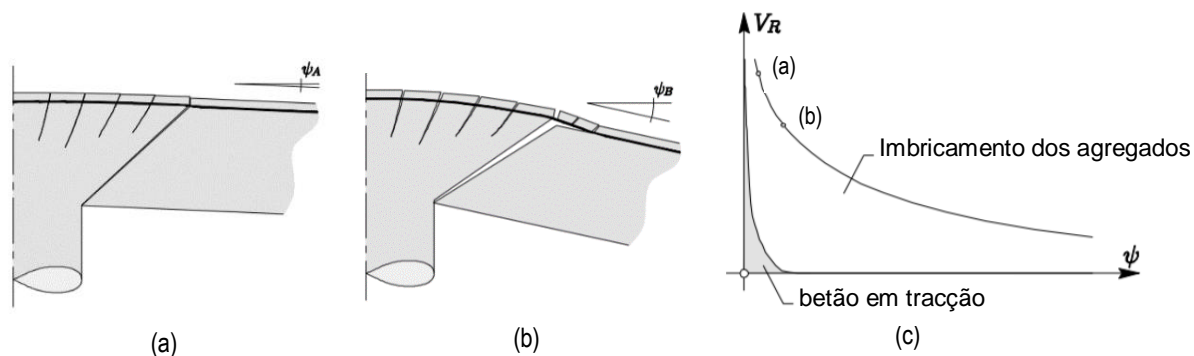 ψA
ψB
VR
(a)
(b)
Imbricamento dos agregados
ψ
betão em tracção
(a)
(b)
(c)